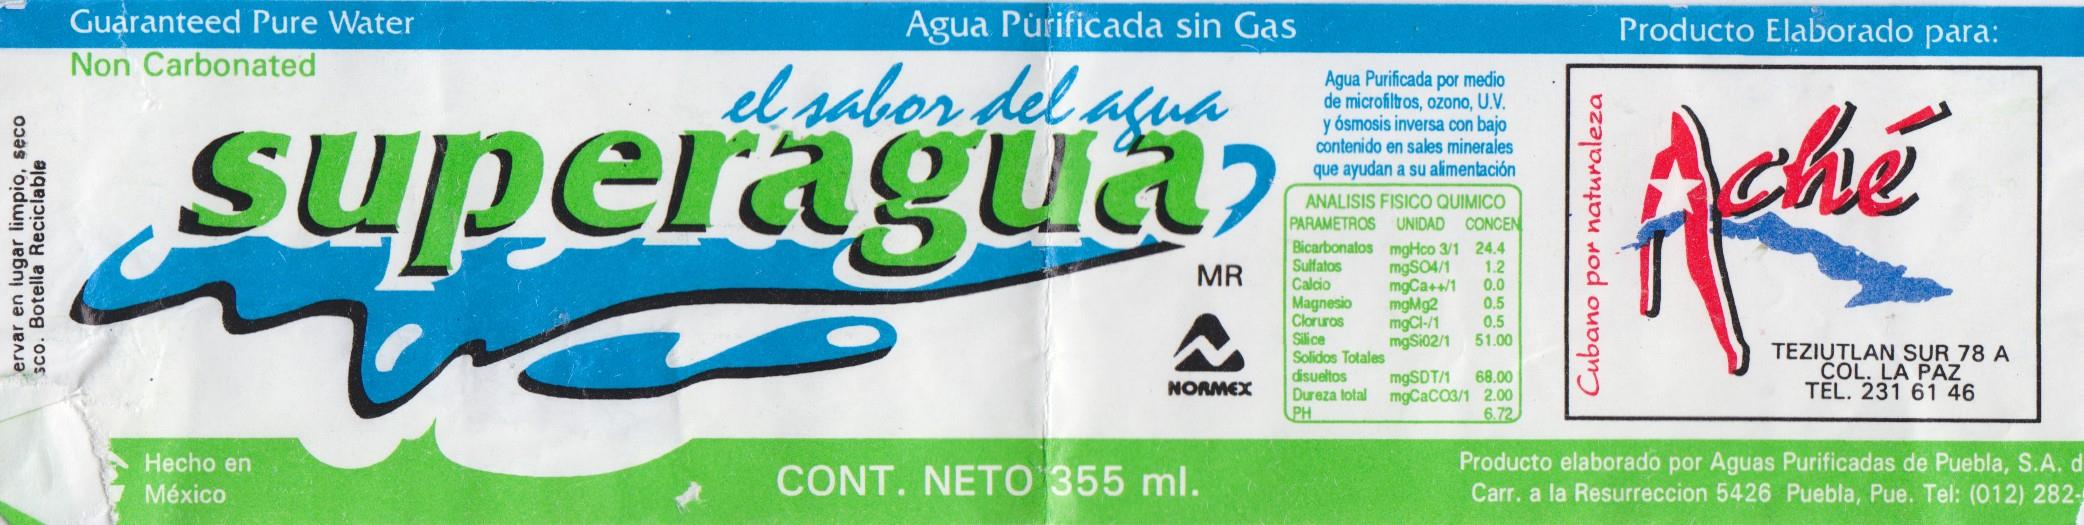 Guaranteed Pure Water
Non Carbonated
ervar en lugar limpio, seco
sco. Botella Reciclable
Agua Purificada sin Gas
el sabor del agua
superagua
MR
NORMEX
Hecho en
México
CONT. NETO 355 ml.
Agua Purificada por medio
de microfiltros, ozono, U.V.
y ósmosis inversa con bajo
contenido en sales minerales
que ayudan a su alimentación
ANALISIS FISICO QUIMICO
PARAMETROS UNIDAD CONCEN
Bicarbonatos mgHco 3/1 24.4
Sulfatos mgSO4/1 1.2
Calcio mgCa++/1 0.0
Magnesio mgMg2 0.5
Cloruros mgCl-/1 0.5
Silice mgSi02/1 51.00
Solidos Totales
disueltos mgSDT/1 68.00
Dureza total mgCaCO3/1 2.00
PH 6.72
Producto Elaborado para:
Cubano por naturaleza
Aché
TEZIUTLAN SUR 78 A
COL. LA PAZ
TEL. 231 61 46
Producto elaborado por Aguas Purificadas de Puebla, S.A. d
Carr. a la Resurreccion 5426 Puebla, Pue. Tel: (012) 282-